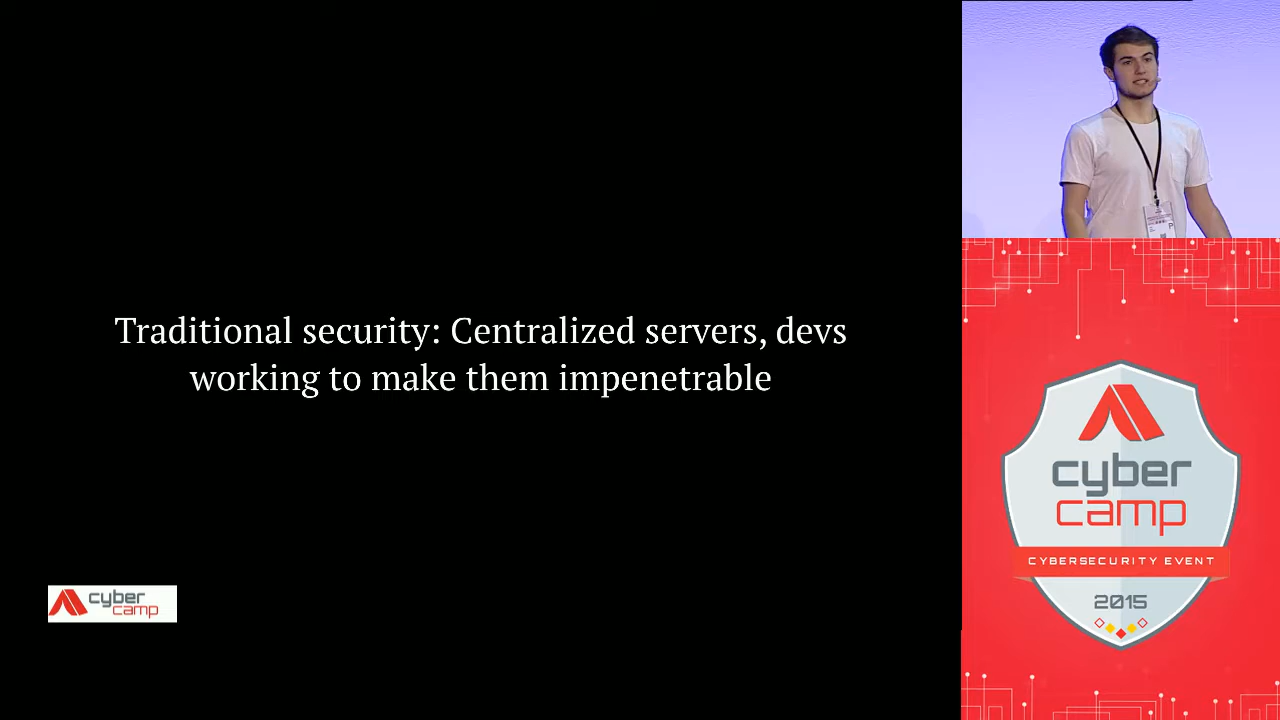 Traditional security: Centralized servers, devs
working to make them impenetrable
cyber
camp
cyber
camp
CYBERSECURITY EVENT
2015